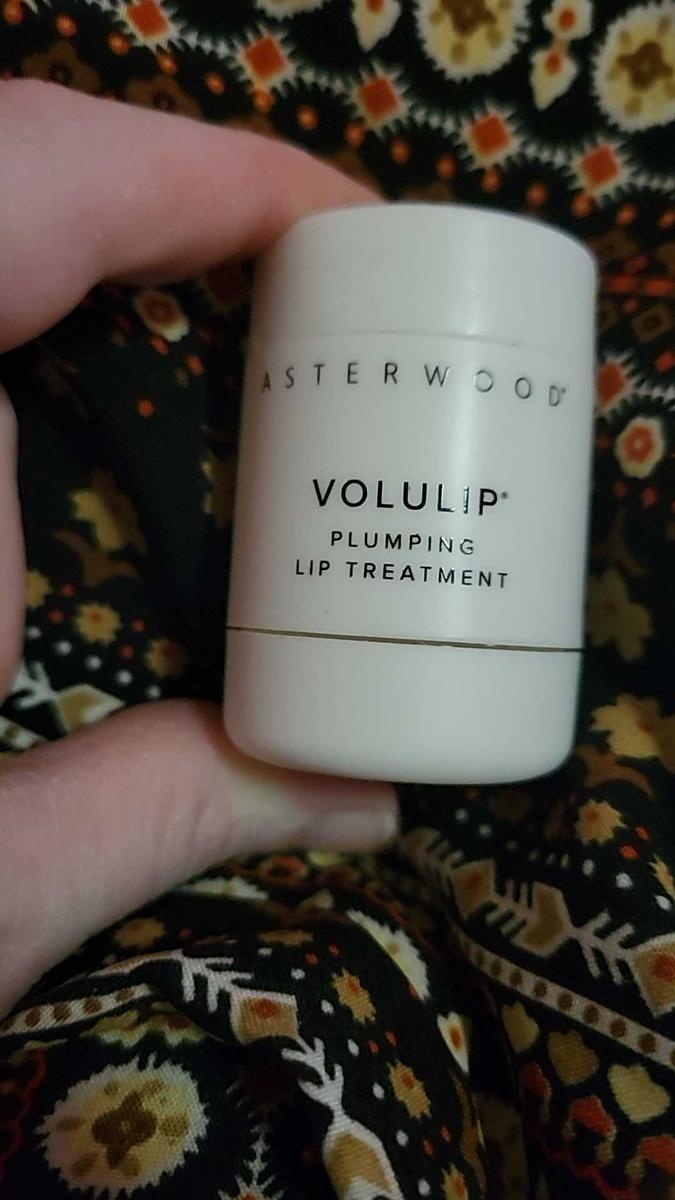 ASTERWOOD®
VOLULIP®
PLUMPING
LIP TREATMENT